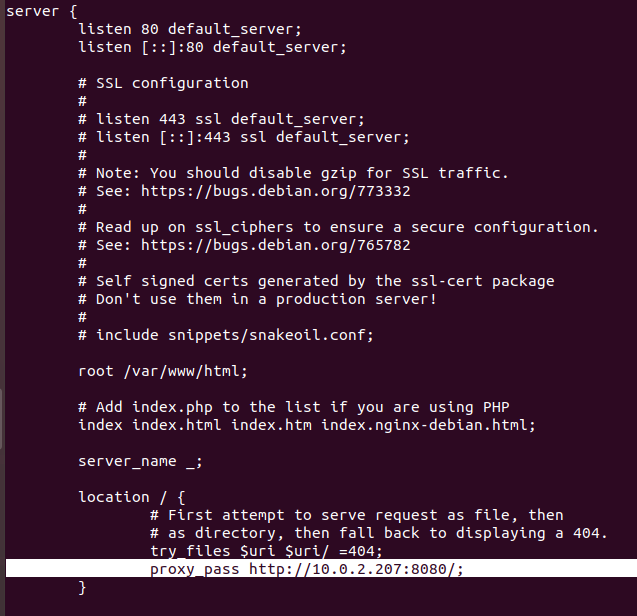 server {
listen 80 default_server;
listen [::]:80 default_server;
# SSL configuration
#
# listen 443 ssl default_server;
# listen [::]:443 ssl default_server;
#
# Note: You should disable gzip for SSL traffic.
# See: https://bugs.debian.org/773332
#
# Read up on ssl_ciphers to ensure a secure configuration.
# See: https://bugs.debian.org/765782
#
# Self signed certs generated by the ssl-cert package
# Don't use them in a production server!
#
# include snippets/snakeoil.conf;
root /var/www/html;
# Add index.php to the list if you are using PHP
index index.html index.htm index.nginx-debian.html;
server_name _;
location / {
# First attempt to serve request as file, then
# as directory, then fall back to displaying a 404.
try_files $uri $uri/ =404;
proxy_pass http://10.0.2.207:8080/;
}